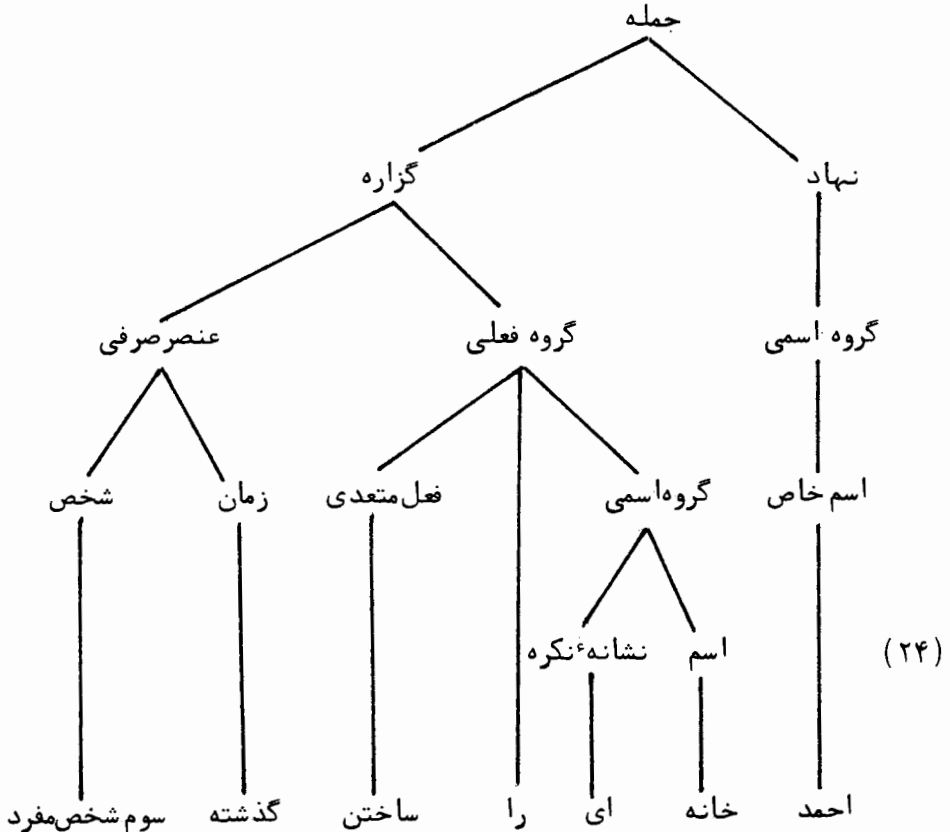 جمله
نهاد گزاره
گروه اسمی گروه فعلی عنصر صرفی
اسم خاص گروه اسمی فعل متعدی زمان شخص
(۲۴) اسم نشانهٔ نکره
احمد خانه ای را ساختن گذشته سوم شخص مفرد